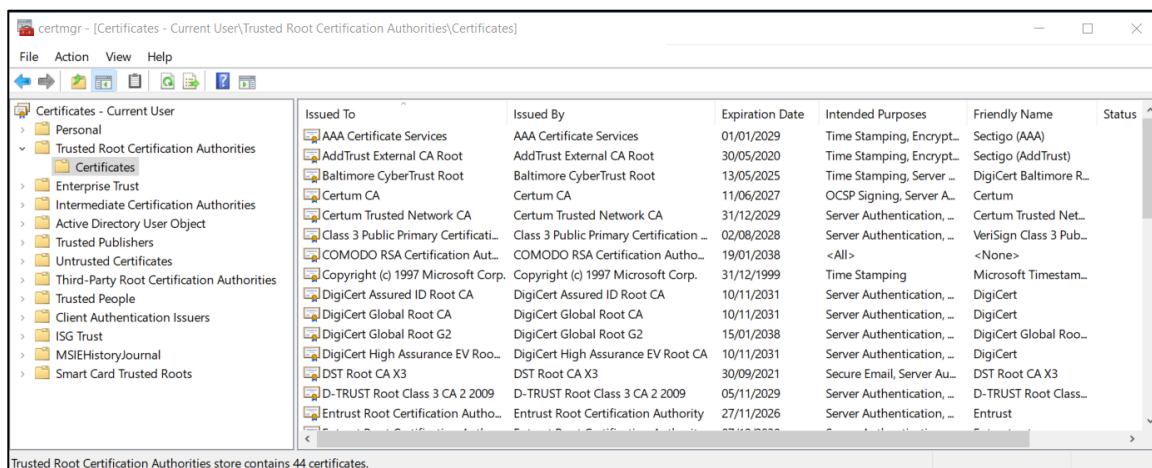 certmgr - [Certificates - Current User\Trusted Root Certification Authorities\Certificates]
File Action View Help
Certificates - Current User
Personal
Trusted Root Certification Authorities
Certificates
Enterprise Trust
Intermediate Certification Authorities
Active Directory User Object
Trusted Publishers
Untrusted Certificates
Third-Party Root Certification Authorities
Trusted People
Client Authentication Issuers
ISG Trust
MSIEHistoryJournal
Smart Card Trusted Roots
Issued To Issued By Expiration Date Intended Purposes Friendly Name Status
AAA Certificate Services AAA Certificate Services 01/01/2029 Time Stamping, Encrypt... Sectigo (AAA)
AddTrust External CA Root AddTrust External CA Root 30/05/2020 Time Stamping, Encrypt... Sectigo (AddTrust)
Baltimore CyberTrust Root Baltimore CyberTrust Root 13/05/2025 Time Stamping, Server ... DigiCert Baltimore R...
Certum CA Certum CA 11/06/2027 OCSP Signing, Server A... Certum
Certum Trusted Network CA Certum Trusted Network CA 31/12/2029 Server Authentication, ... Certum Trusted Net...
Class 3 Public Primary Certificati... Class 3 Public Primary Certification ... 02/08/2028 Server Authentication, ... VeriSign Class 3 Pub...
COMODO RSA Certification Aut... COMODO RSA Certification Autho... 19/01/2038 <All> <None>
Copyright (c) 1997 Microsoft Corp. Copyright (c) 1997 Microsoft Corp. 31/12/1999 Time Stamping Microsoft Timestam...
DigiCert Assured ID Root CA DigiCert Assured ID Root CA 10/11/2031 Server Authentication, ... DigiCert
DigiCert Global Root CA DigiCert Global Root CA 10/11/2031 Server Authentication, ... DigiCert
DigiCert Global Root G2 DigiCert Global Root G2 15/01/2038 Server Authentication, ... DigiCert Global Roo...
DigiCert High Assurance EV Roo... DigiCert High Assurance EV Root CA 10/11/2031 Server Authentication, ... DigiCert
DST Root CA X3 DST Root CA X3 30/09/2021 Secure Email, Server Au... DST Root CA X3
D-TRUST Root Class 3 CA 2 2009 D-TRUST Root Class 3 CA 2 2009 05/11/2029 Server Authentication, ... D-TRUST Root Class...
Entrust Root Certification Autho... Entrust Root Certification Authority 27/11/2026 Server Authentication, ... Entrust
Trusted Root Certification Authorities store contains 44 certificates.